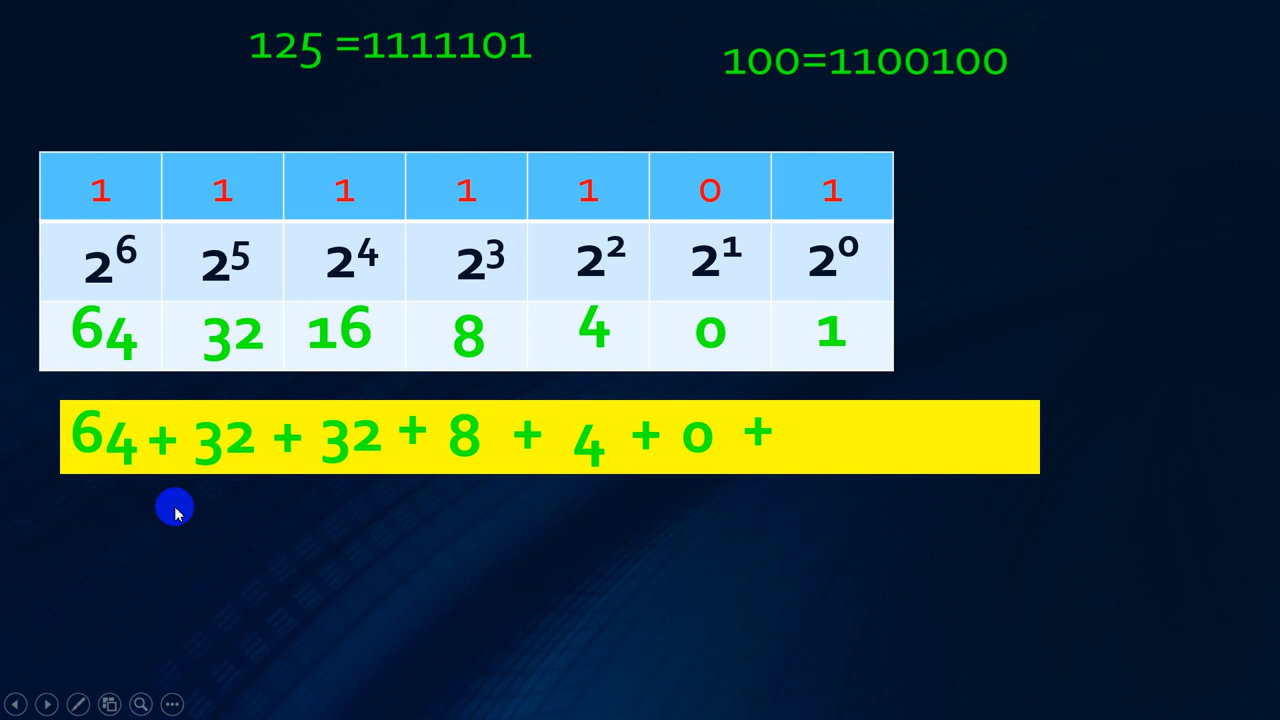 125 =1111101
100=1100100
1 1 1 1 1 0 1
2⁶ 2⁵ 2⁴ 2³ 2² 2¹ 2⁰
64 32 16 8 4 0 1
64 + 32 + 32 + 8 + 4 + 0 +